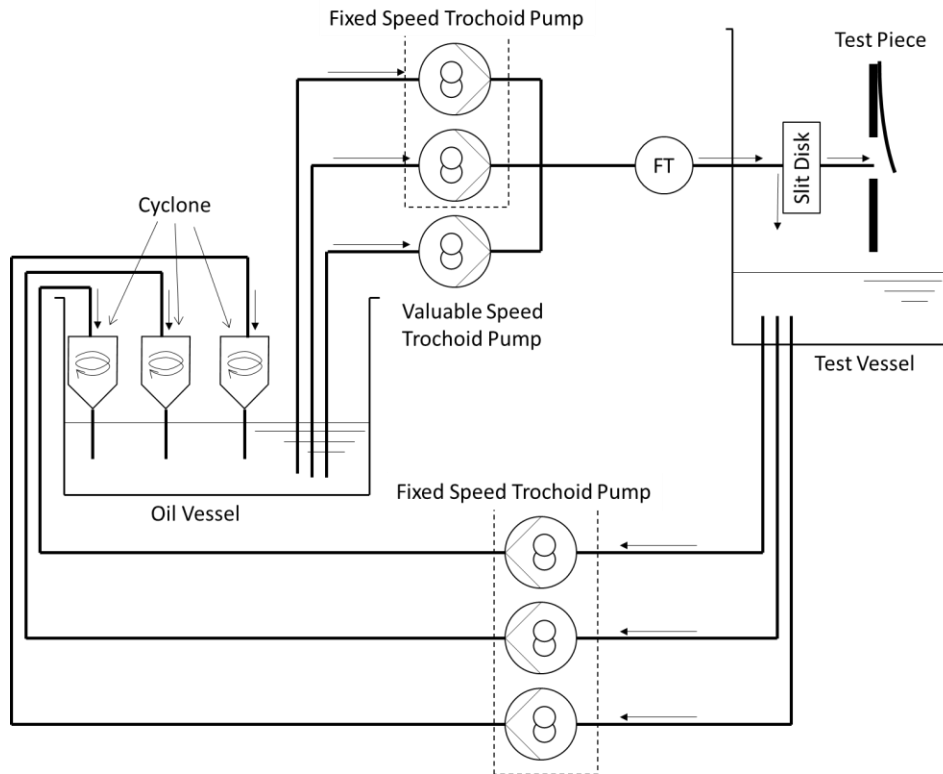 Fixed Speed Trochoid Pump
Test Piece
FT
Slit Disk
Cyclone
Valuable Speed
Trochoid Pump
Test Vessel
Fixed Speed Trochoid Pump
Oil Vessel